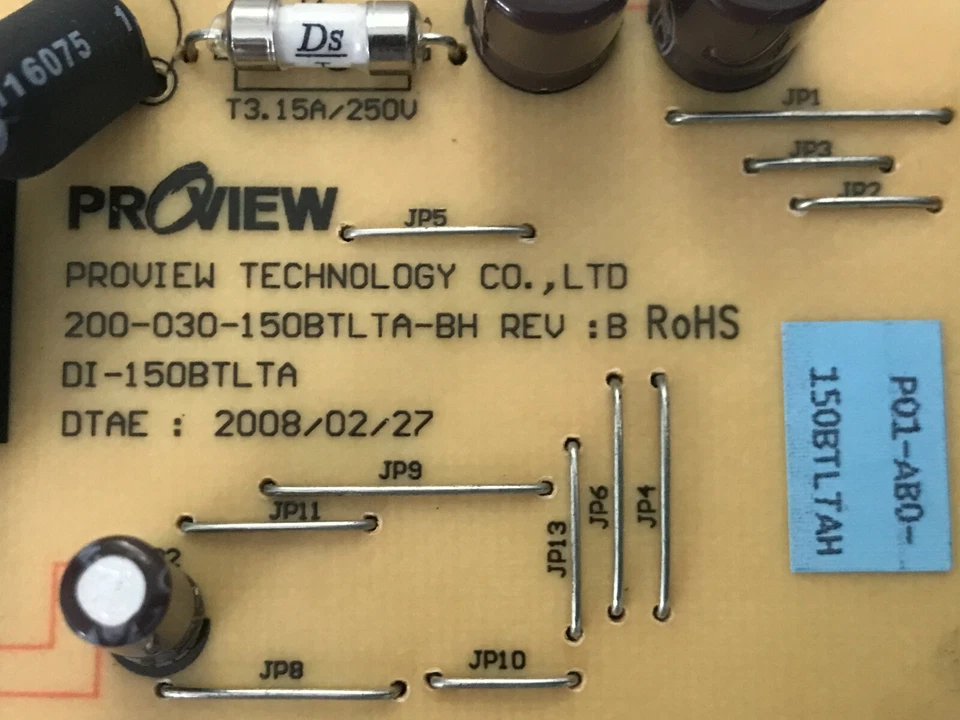 16075
Ds
T3.15A/250V
JP1
JP3
JP2
PROVIEW
JP5
PROVIEW TECHNOLOGY CO.,LTD
200-030-150BTLTA-BH REV :B RoHS
DI-150BTLTA
DTAE : 2008/02/27
P01-AB0-
150BTLTAH
JP9
JP11
JP13
JP6
JP4
JP8
JP10